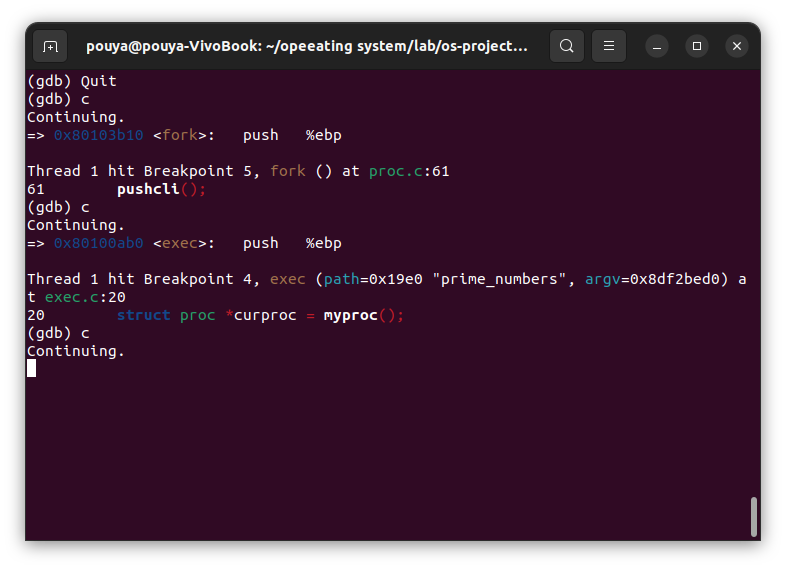 pouya@pouya-VivoBook: ~/opeeating system/lab/os-project...
(gdb) Quit
(gdb) c
Continuing.
=> 0x80103b10 <fork>:   push   %ebp
Thread 1 hit Breakpoint 5, fork () at proc.c:61
61        pushcli();
(gdb) c
Continuing.
=> 0x80100ab0 <exec>:   push   %ebp
Thread 1 hit Breakpoint 4, exec (path=0x19e0 "prime_numbers", argv=0x8df2bed0) a
t exec.c:20
20        struct proc *curproc = myproc();
(gdb) c
Continuing.